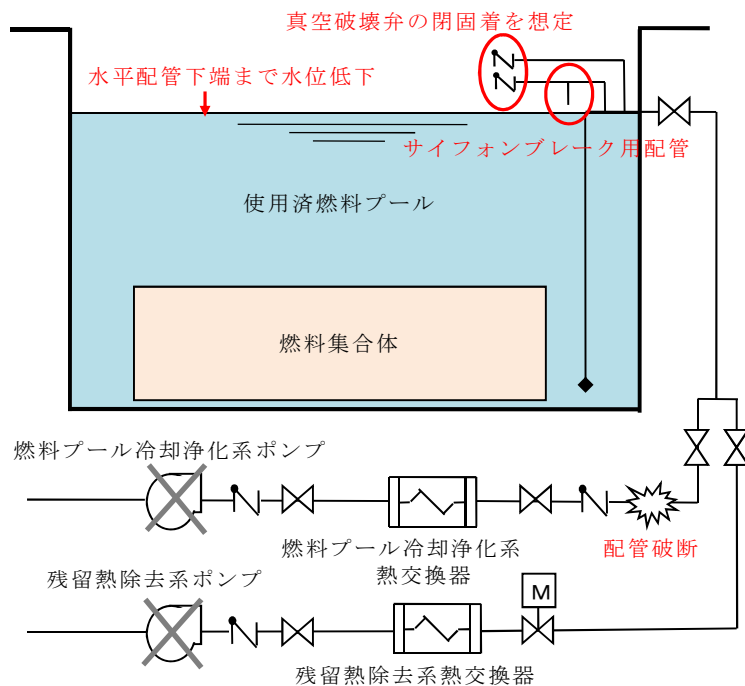 真空破壊弁の閉固着を想定
水平配管下端まで水位低下
サイフォンブレーク用配管
使用済燃料プール
燃料集合体
燃料プール冷却浄化系ポンプ
燃料プール冷却浄化系
熱交換器
配管破断
残留熱除去系ポンプ
M
残留熱除去系熱交換器